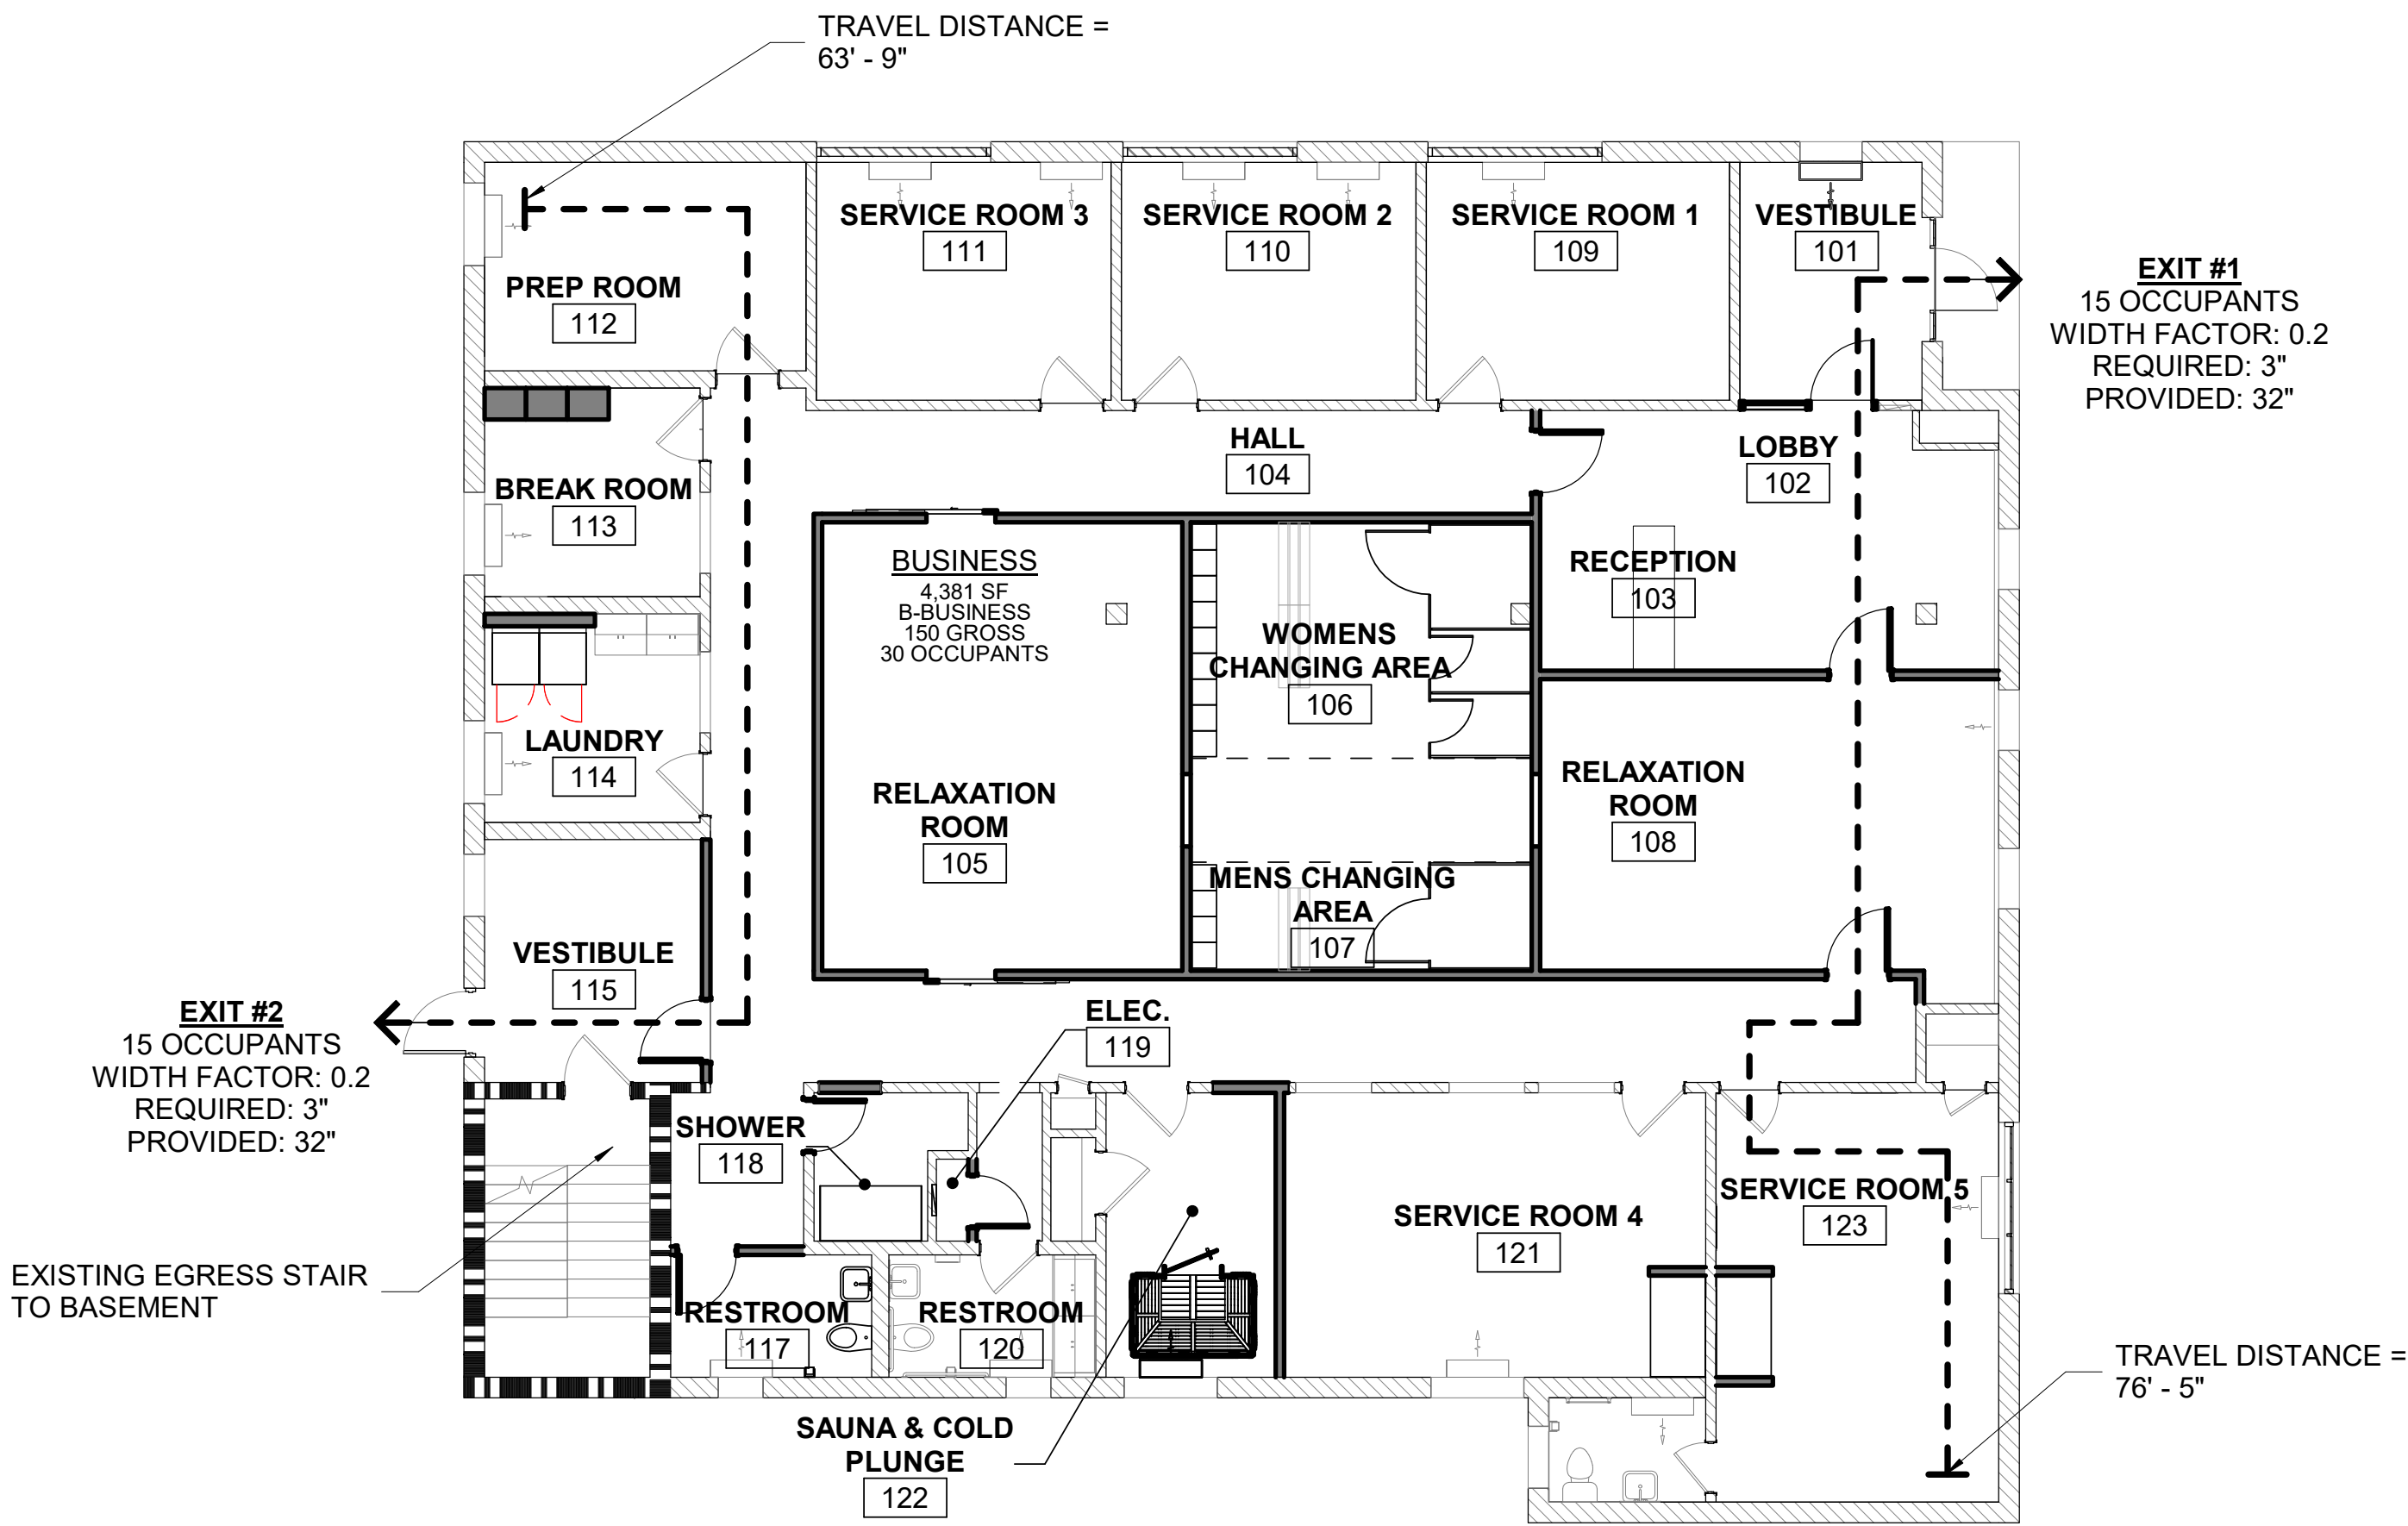 TRAVEL DISTANCE =
63' - 9"
SERVICE ROOM 3
111
SERVICE ROOM 2
110
SERVICE ROOM 1
109
VESTIBULE
101
EXIT #1
15 OCCUPANTS
WIDTH FACTOR: 0.2
REQUIRED: 3"
PROVIDED: 32"
PREP ROOM
112
HALL
104
LOBBY
102
BREAK ROOM
113
BUSINESS
4,381 SF
B-BUSINESS
150 GROSS
30 OCCUPANTS
RECEPTION
103
WOMENS
CHANGING AREA
106
LAUNDRY
114
RELAXATION
ROOM
105
RELAXATION
ROOM
108
MENS CHANGING
AREA
107
VESTIBULE
115
EXIT #2
15 OCCUPANTS
WIDTH FACTOR: 0.2
REQUIRED: 3"
PROVIDED: 32"
ELEC.
119
SHOWER
118
SERVICE ROOM 4
121
SERVICE ROOM 5
123
EXISTING EGRESS STAIR
TO BASEMENT
RESTROOM
117
RESTROOM
120
TRAVEL DISTANCE =
76' - 5"
SAUNA & COLD
PLUNGE
122